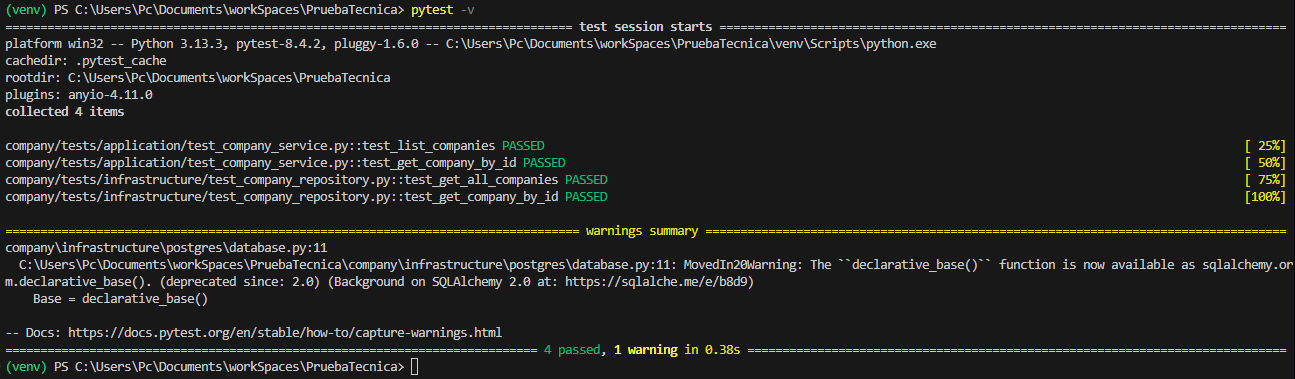 (venv) PS C:\Users\Pc\Documents\workSpaces\PruebaTecnica> pytest -v
================================================================================= test session starts =================================================================================
platform win32 -- Python 3.13.3, pytest-8.4.2, pluggy-1.6.0 -- C:\Users\Pc\Documents\workSpaces\PruebaTecnica\venv\Scripts\python.exe
cachedir: .pytest_cache
rootdir: C:\Users\Pc\Documents\workSpaces\PruebaTecnica
plugins: anyio-4.11.0
collected 4 items
company/tests/application/test_company_service.py::test_list_companies PASSED [ 25%]
company/tests/application/test_company_service.py::test_get_company_by_id PASSED [ 50%]
company/tests/infrastructure/test_company_repository.py::test_get_all_companies PASSED [ 75%]
company/tests/infrastructure/test_company_repository.py::test_get_company_by_id PASSED [100%]
================================================================================== warnings summary ===================================================================================
company\infrastructure\postgres\database.py:11
C:\Users\Pc\Documents\workSpaces\PruebaTecnica\company\infrastructure\postgres\database.py:11: MovedIn20Warning: The ``declarative_base()`` function is now available as sqlalchemy.or
m.declarative_base(). (deprecated since: 2.0) (Background on SQLAlchemy 2.0 at: https://sqlalche.me/e/b8d9)
Base = declarative_base()
-- Docs: https://docs.pytest.org/en/stable/how-to/capture-warnings.html
============================================================================ 4 passed, 1 warning in 0.38s =============================================================================
(venv) PS C:\Users\Pc\Documents\workSpaces\PruebaTecnica>